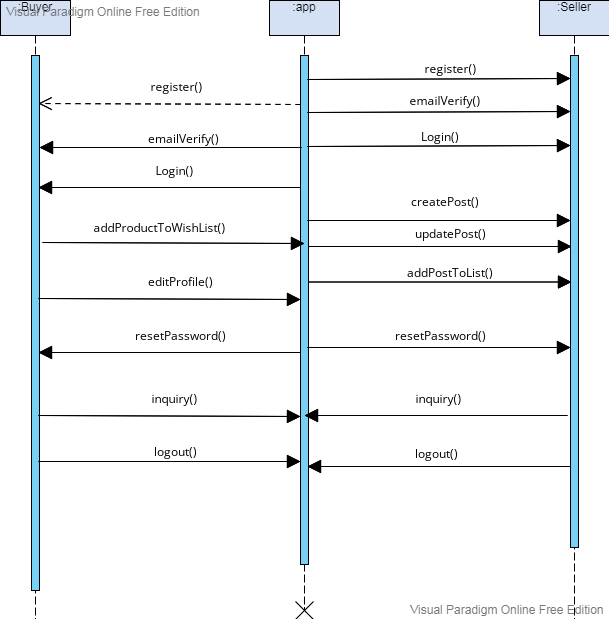 :Buyer
:app
:Seller
Visual Paradigm Online Free Edition
register()
register()
emailVerify()
emailVerify()
Login()
Login()
createPost()
addProductToWishList()
updatePost()
addPostToList()
editProfile()
resetPassword()
resetPassword()
inquiry()
inquiry()
logout()
logout()
Visual Paradigm Online Free Edition